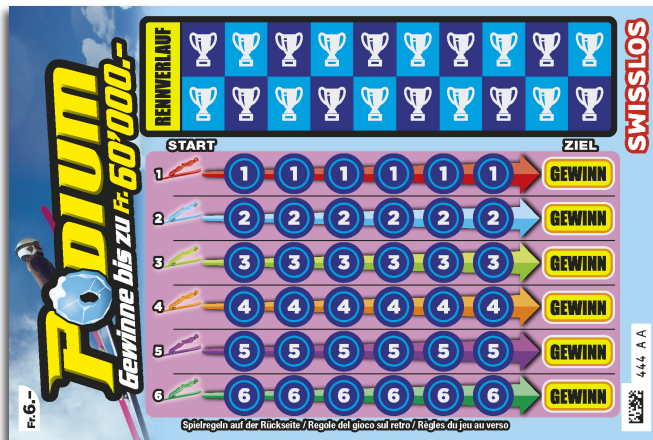 PODIUM
Gewinne bis zu Fr. 60'000.-
Fr. 6.–
RENNVERLAUF
SWISSLOS
START ZIEL
1 1 1 1 1 1 1 GEWINN
2 2 2 2 2 2 2 GEWINN
3 3 3 3 3 3 3 GEWINN
4 4 4 4 4 4 4 GEWINN
5 5 5 5 5 5 5 GEWINN
6 6 6 6 6 6 6 GEWINN
444 A A
Spielregeln auf der Rückseite / Regole del gioco sul retro / Règles du jeu au verso